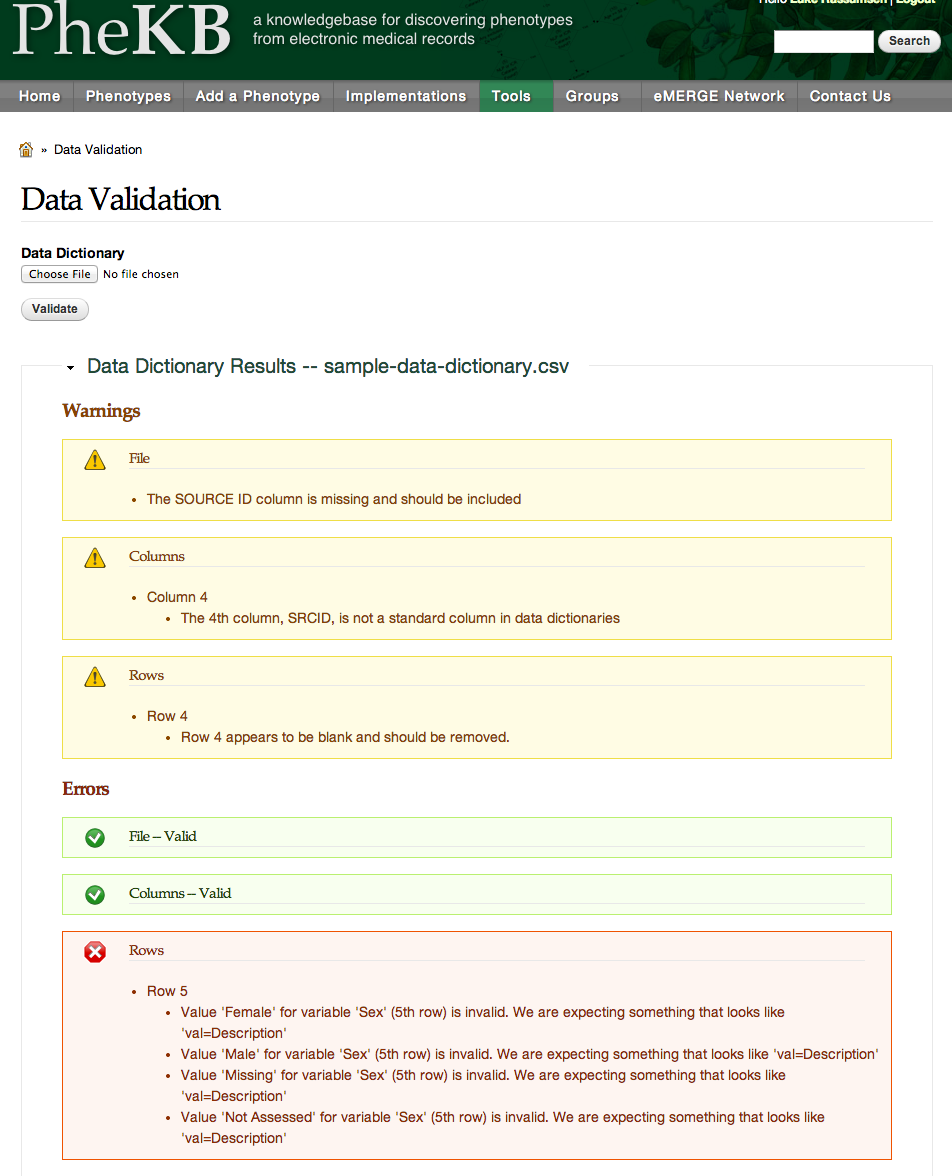 PheKB
a knowledgebase for discovering phenotypes
from electronic medical records
Hello Luke Rasmussen | Logout
Search
Home Phenotypes Add a Phenotype Implementations Tools Groups eMERGE Network Contact Us
» Data Validation
Data Validation
Data Dictionary
Choose File No file chosen
Validate
Data Dictionary Results -- sample-data-dictionary.csv
Warnings
File
• The SOURCE ID column is missing and should be included
Columns
• Column 4
• The 4th column, SRCID, is not a standard column in data dictionaries
Rows
• Row 4
• Row 4 appears to be blank and should be removed.
Errors
File – Valid
Columns – Valid
Rows
• Row 5
• Value 'Female' for variable 'Sex' (5th row) is invalid. We are expecting something that looks like
'val=Description'
• Value 'Male' for variable 'Sex' (5th row) is invalid. We are expecting something that looks like 'val=Description'
• Value 'Missing' for variable 'Sex' (5th row) is invalid. We are expecting something that looks like
'val=Description'
• Value 'Not Assessed' for variable 'Sex' (5th row) is invalid. We are expecting something that looks like
'val=Description'